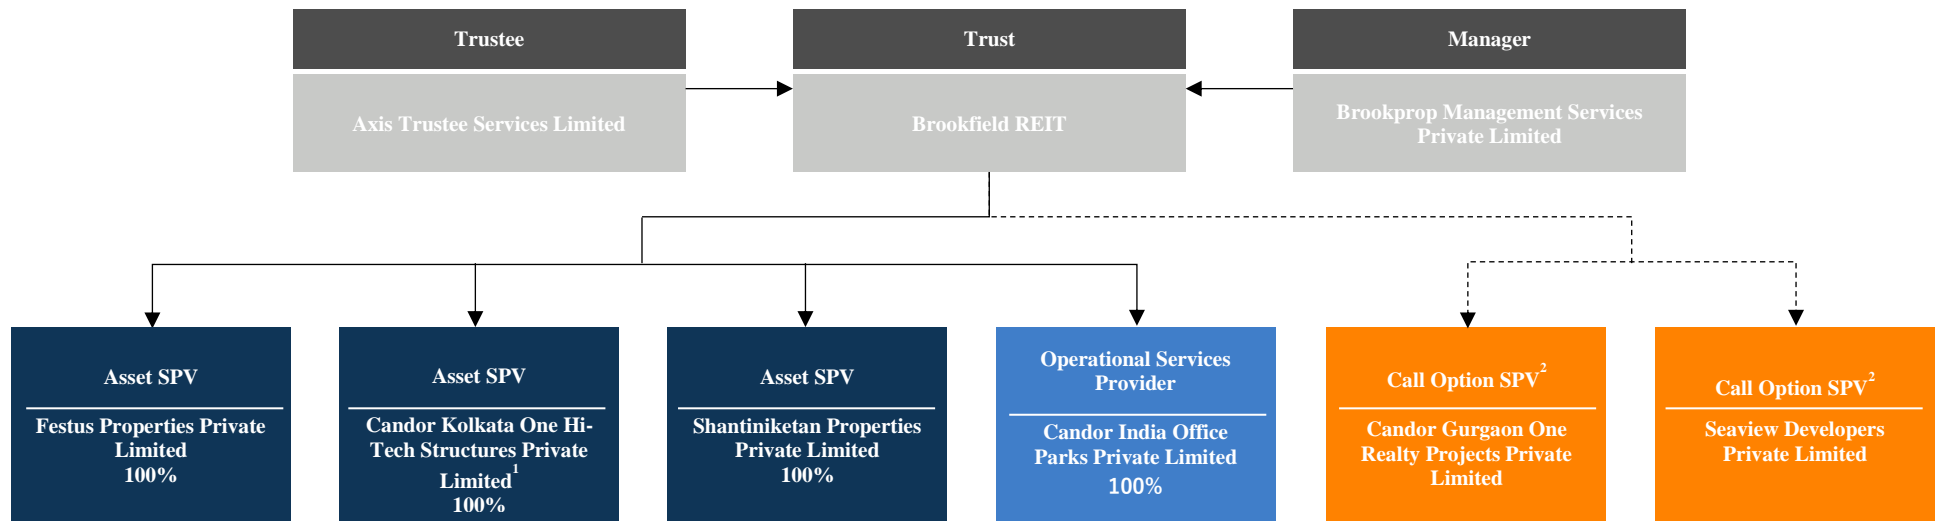 Trustee
Trust
Manager
Axis Trustee Services Limited
Brookfield REIT
Brookprop Management Services
Private Limited
Asset SPV
Festus Properties Private
Limited
100%
Asset SPV
Candor Kolkata One Hi-
Tech Structures Private
Limited¹
100%
Asset SPV
Shantiniketan Properties
Private Limited
100%
Operational Services
Provider
Candor India Office
Parks Private Limited
100%
Call Option SPV²
Candor Gurgaon One
Realty Projects Private
Limited
Call Option SPV²
Seaview Developers
Private Limited